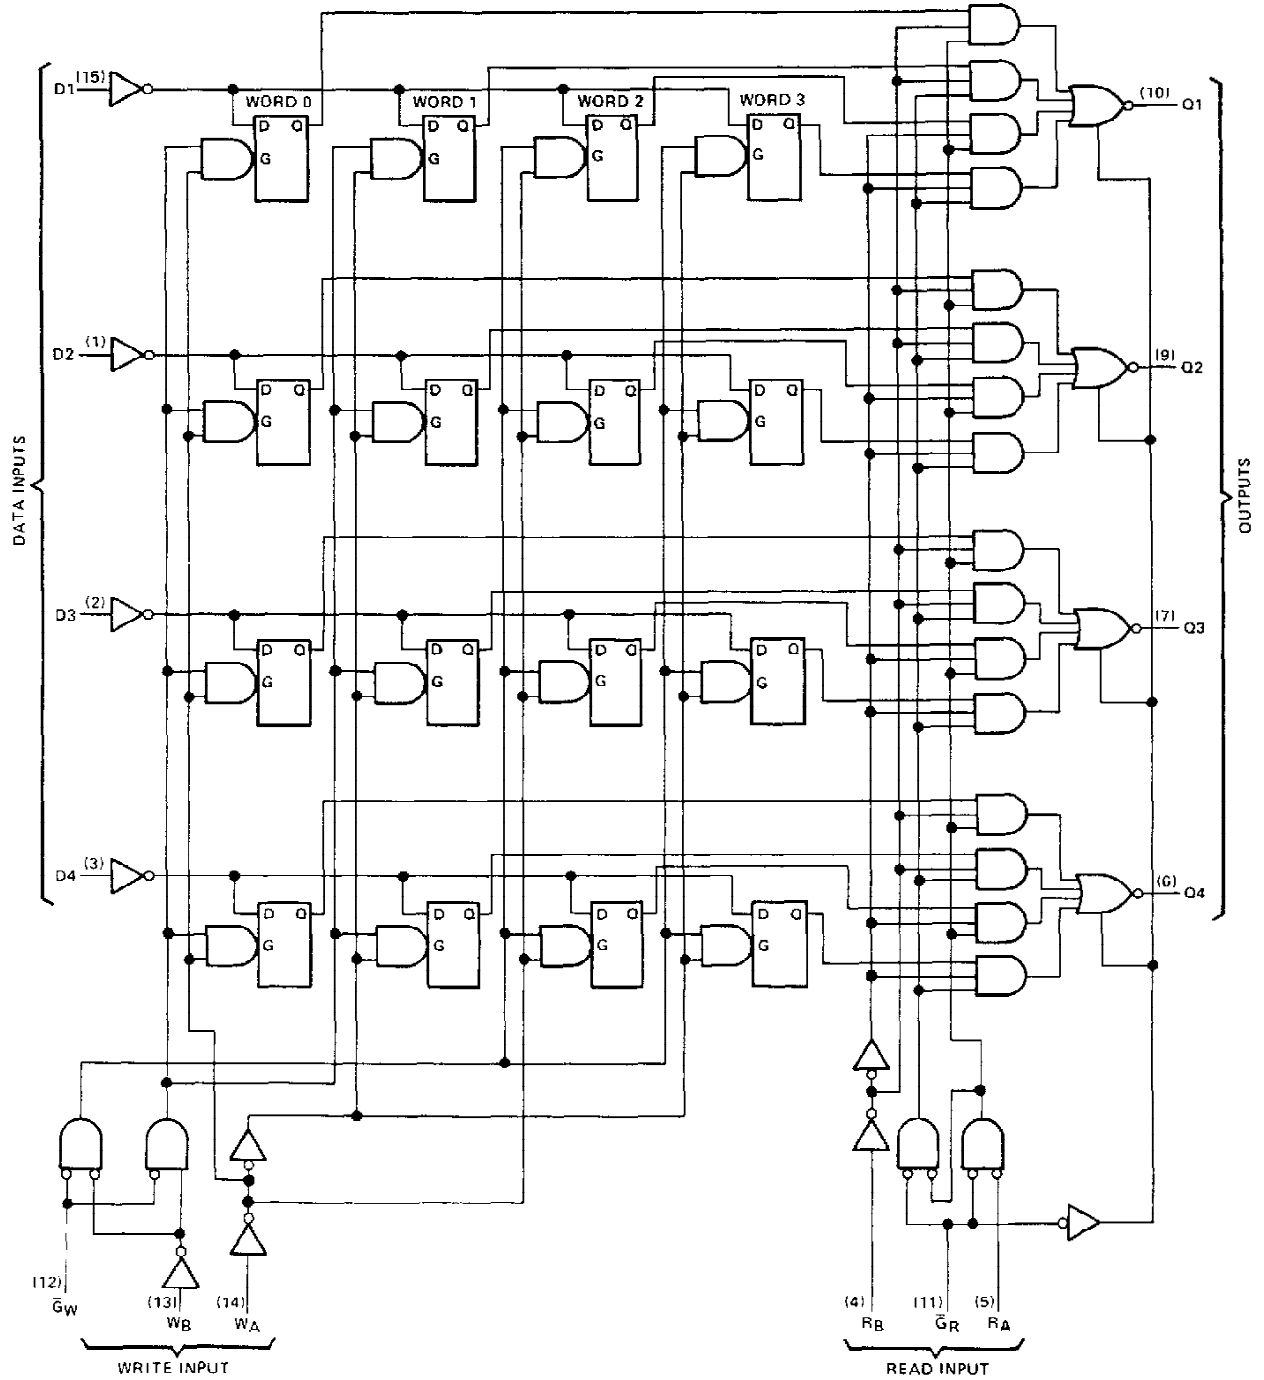 D1 (15)
WORD 0 WORD 1 WORD 2 WORD 3
D Q D Q D Q D Q
G G G G
(10) Q1
D2 (1)
D Q D Q D Q D Q
G G G G
(9) Q2
DATA INPUTS
OUTPUTS
D3 (2)
D Q D Q D Q D Q
G G G G
(7) Q3
D4 (3)
D Q D Q D Q D Q
G G G G
(6) Q4
(12) (13) (14) (4) (11) (5)
G̅W WB WA RB G̅R RA
WRITE INPUT
READ INPUT